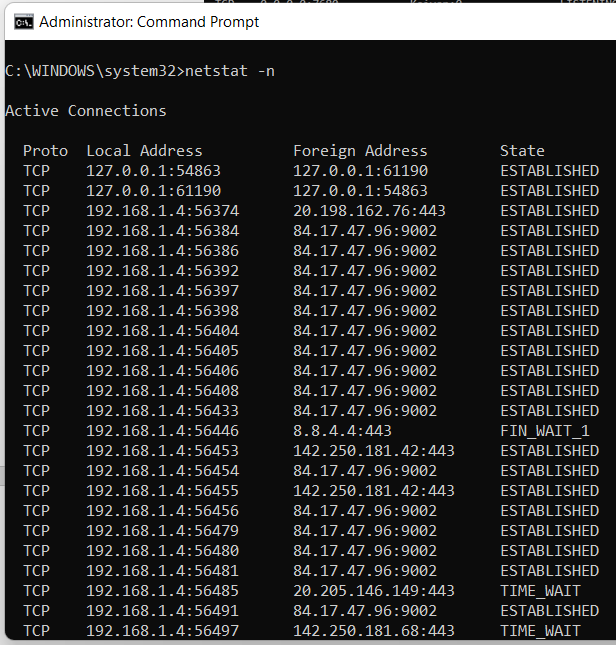 Administrator: Command Prompt
C:\WINDOWS\system32>netstat -n
Active Connections
Proto Local Address Foreign Address State
TCP 127.0.0.1:54863 127.0.0.1:61190 ESTABLISHED
TCP 127.0.0.1:61190 127.0.0.1:54863 ESTABLISHED
TCP 192.168.1.4:56374 20.198.162.76:443 ESTABLISHED
TCP 192.168.1.4:56384 84.17.47.96:9002 ESTABLISHED
TCP 192.168.1.4:56386 84.17.47.96:9002 ESTABLISHED
TCP 192.168.1.4:56392 84.17.47.96:9002 ESTABLISHED
TCP 192.168.1.4:56397 84.17.47.96:9002 ESTABLISHED
TCP 192.168.1.4:56398 84.17.47.96:9002 ESTABLISHED
TCP 192.168.1.4:56404 84.17.47.96:9002 ESTABLISHED
TCP 192.168.1.4:56405 84.17.47.96:9002 ESTABLISHED
TCP 192.168.1.4:56406 84.17.47.96:9002 ESTABLISHED
TCP 192.168.1.4:56408 84.17.47.96:9002 ESTABLISHED
TCP 192.168.1.4:56433 84.17.47.96:9002 ESTABLISHED
TCP 192.168.1.4:56446 8.8.4.4:443 FIN_WAIT_1
TCP 192.168.1.4:56453 142.250.181.42:443 ESTABLISHED
TCP 192.168.1.4:56454 84.17.47.96:9002 ESTABLISHED
TCP 192.168.1.4:56455 142.250.181.42:443 ESTABLISHED
TCP 192.168.1.4:56456 84.17.47.96:9002 ESTABLISHED
TCP 192.168.1.4:56479 84.17.47.96:9002 ESTABLISHED
TCP 192.168.1.4:56480 84.17.47.96:9002 ESTABLISHED
TCP 192.168.1.4:56481 84.17.47.96:9002 ESTABLISHED
TCP 192.168.1.4:56485 20.205.146.149:443 TIME_WAIT
TCP 192.168.1.4:56491 84.17.47.96:9002 ESTABLISHED
TCP 192.168.1.4:56497 142.250.181.68:443 TIME_WAIT